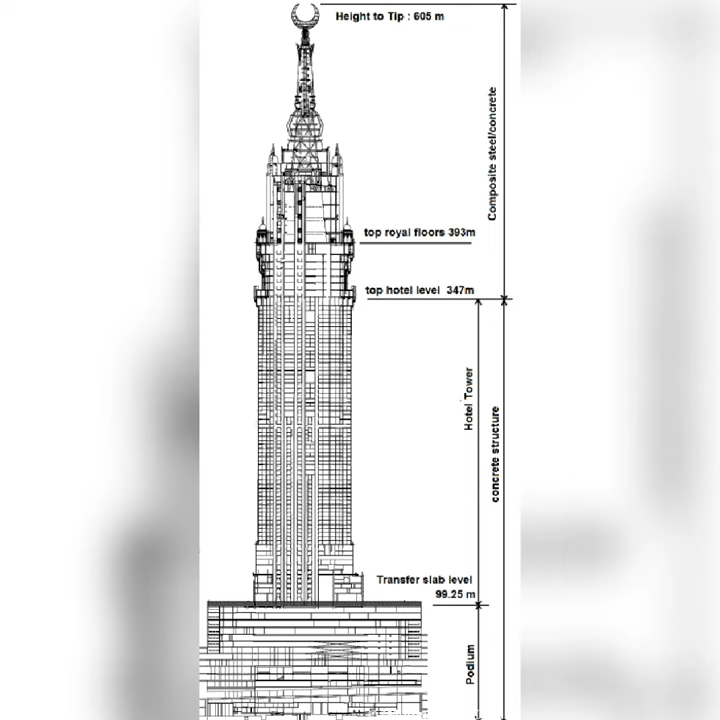 Height to Tip : 605 m
Composite steel/concrete
top royal floors 393m
top hotel level 347m
Hotel Tower
concrete structure
Transfer slab level
99.25 m
Podium